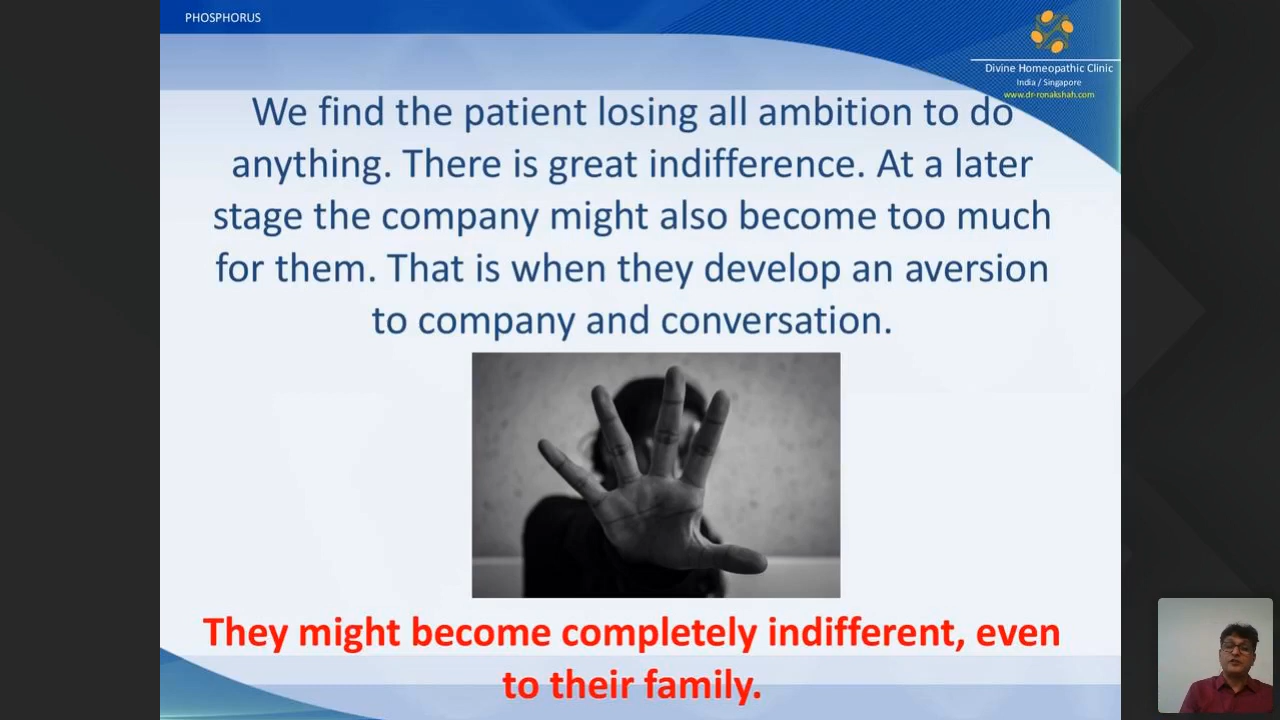 PHOSPHORUS
Divine Homeopathic Clinic
India / Singapore
www.dr-ronakshah.com
We find the patient losing all ambition to do
anything. There is great indifference. At a later
stage the company might also become too much
for them. That is when they develop an aversion
to company and conversation.
They might become completely indifferent, even
to their family.